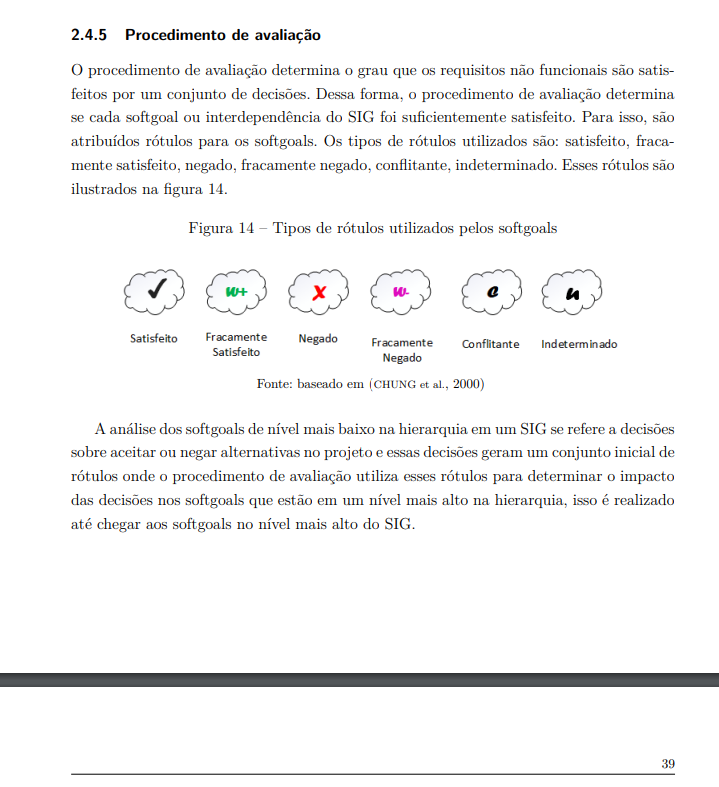 2.4.5 Procedimento de avaliação
O procedimento de avaliação determina o grau que os requisitos não funcionais são satis-
feitos por um conjunto de decisões. Dessa forma, o procedimento de avaliação determina
se cada softgoal ou interdependência do SIG foi suficientemente satisfeito. Para isso, são
atribuídos rótulos para os softgoals. Os tipos de rótulos utilizados são: satisfeito, fraca-
mente satisfeito, negado, fracamente negado, conflitante, indeterminado. Esses rótulos são
ilustrados na figura 14.
Figura 14 – Tipos de rótulos utilizados pelos softgoals
✓ W+ X W- c u
Satisfeito Fracamente Satisfeito Negado Fracamente Negado Conflitante Indeterminado
Fonte: baseado em (CHUNG et al., 2000)
A análise dos softgoals de nível mais baixo na hierarquia em um SIG se refere a decisões
sobre aceitar ou negar alternativas no projeto e essas decisões geram um conjunto inicial de
rótulos onde o procedimento de avaliação utiliza esses rótulos para determinar o impacto
das decisões nos softgoals que estão em um nível mais alto na hierarquia, isso é realizado
até chegar aos softgoals no nível mais alto do SIG.
39